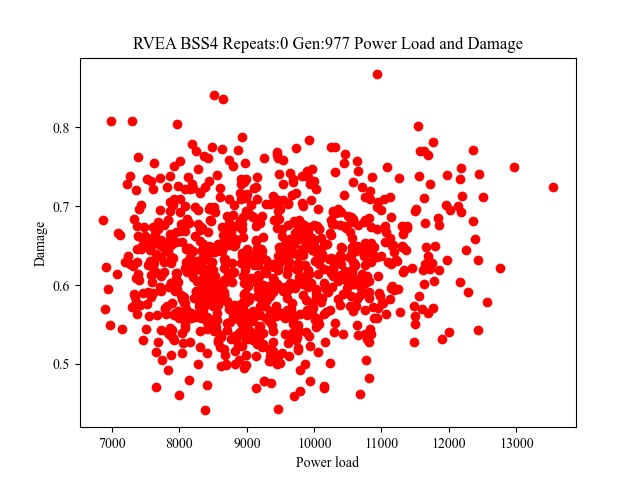 RVEA BSS4 Repeats:0 Gen:977 Power Load and Damage
0.8
0.7
0.6
0.5
Damage
7000 8000 9000 10000 11000 12000 13000
Power load